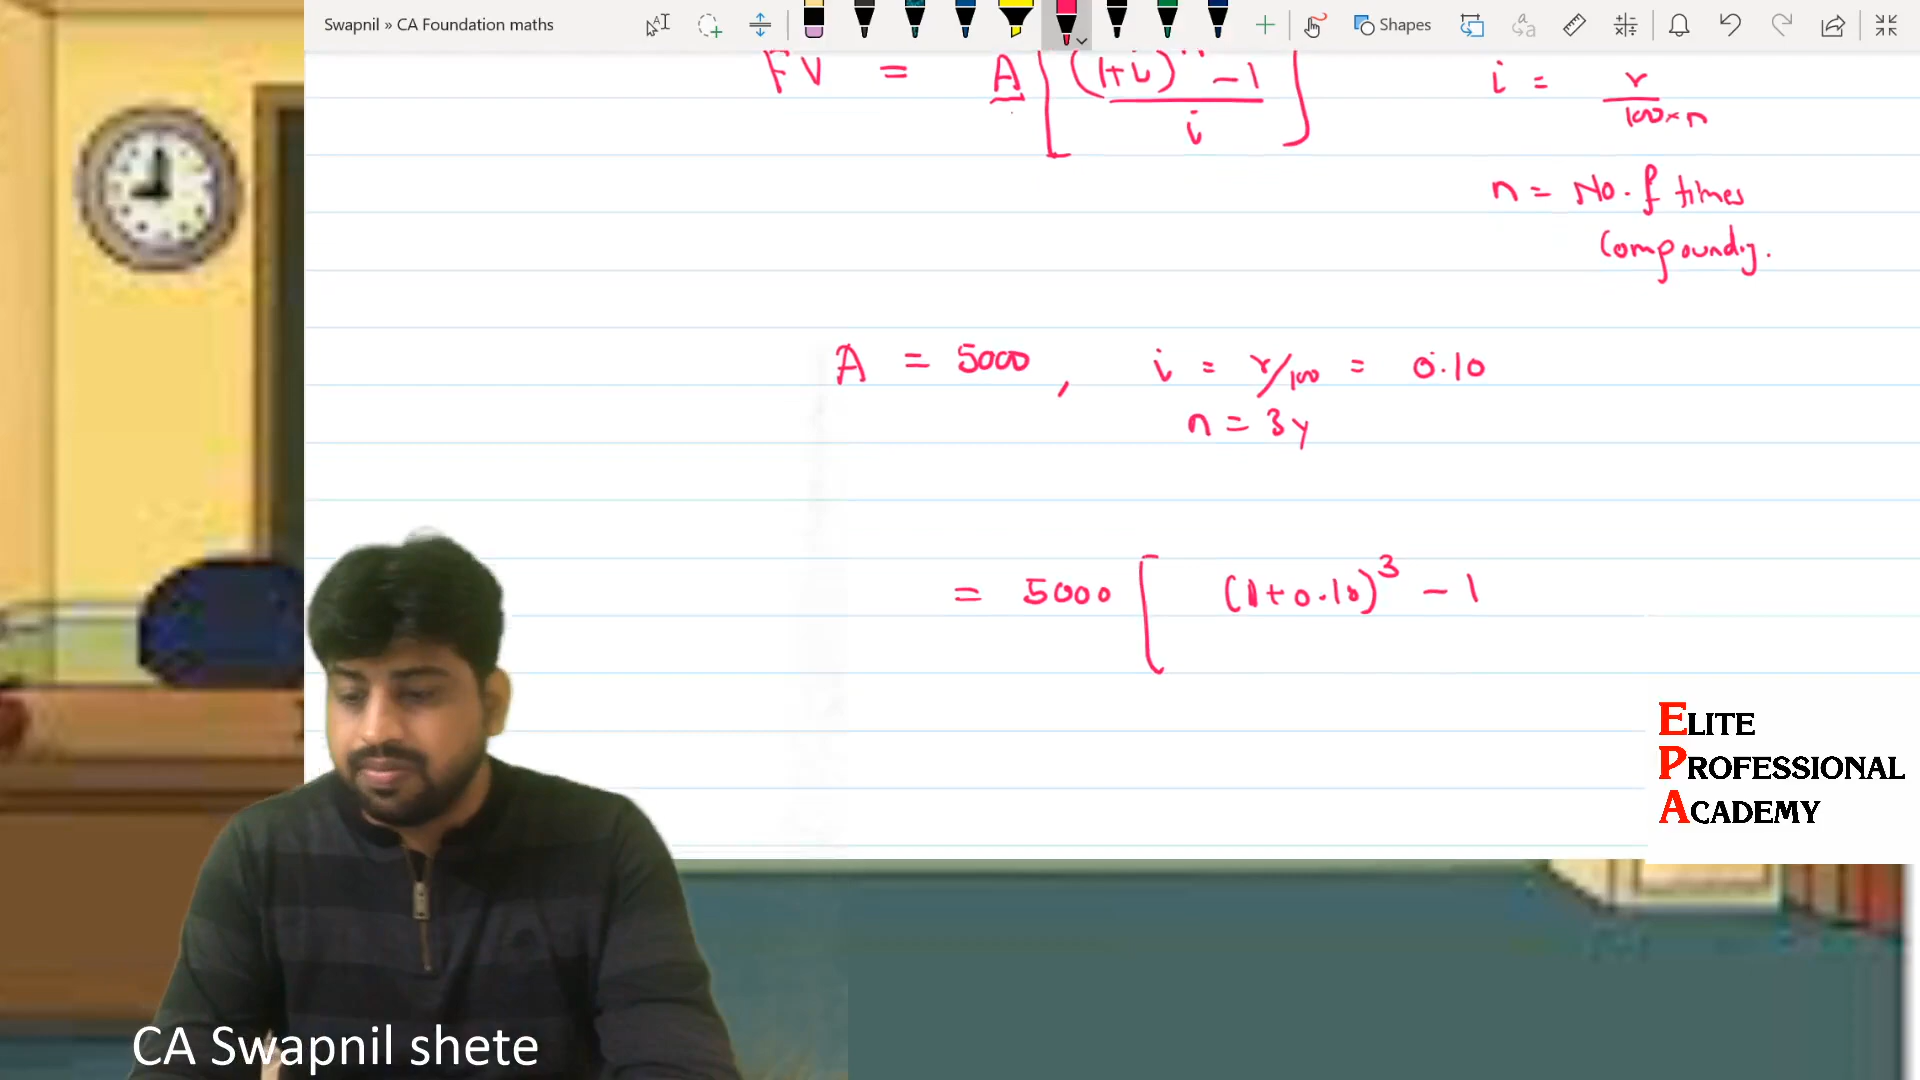 Swapnil » CA Foundation maths
Shapes
FV = A [ (1+i)ⁿ - 1 / i ]
i = r / 100×n
n = No. of times
Compounding.
A = 5000 , i = r/100 = 0.10
n = 3y
= 5000 [ (1+0.10)³ - 1
ELITE
PROFESSIONAL
ACADEMY
CA Swapnil shete